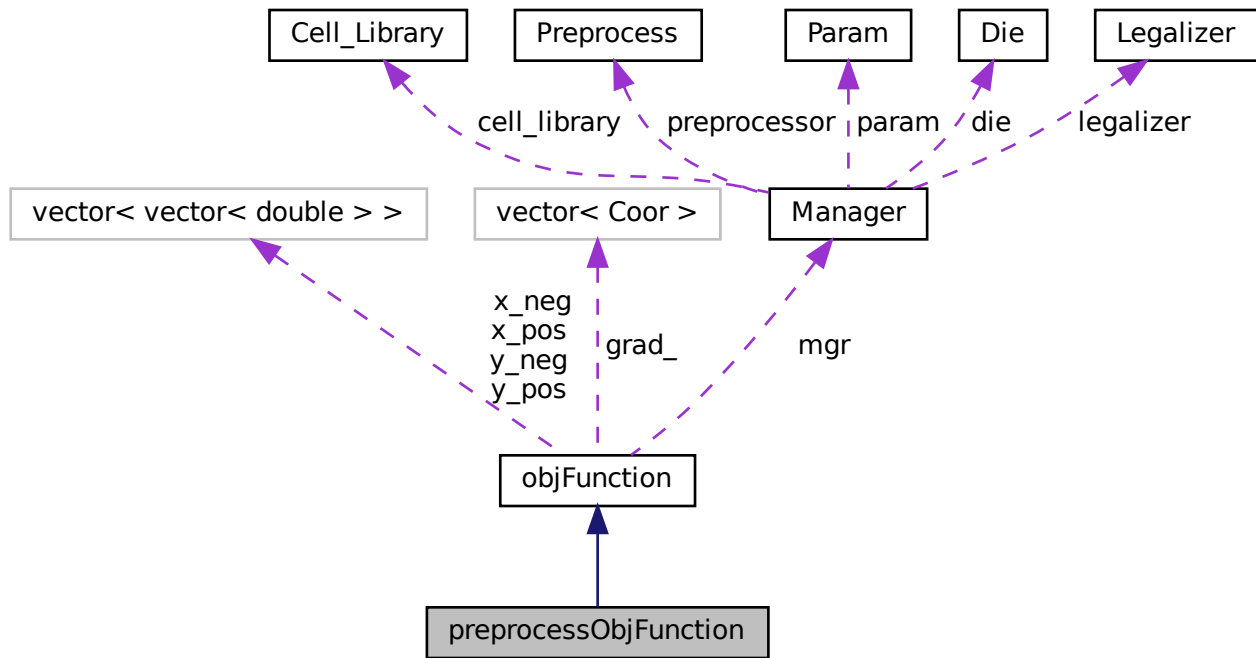 Cell_Library
Preprocess
Param
Die
Legalizer
cell_library
preprocessor
param
die
legalizer
vector< vector< double > >
vector< Coor >
Manager
x_neg
x_pos
y_neg
y_pos
grad_
mgr
objFunction
preprocessObjFunction